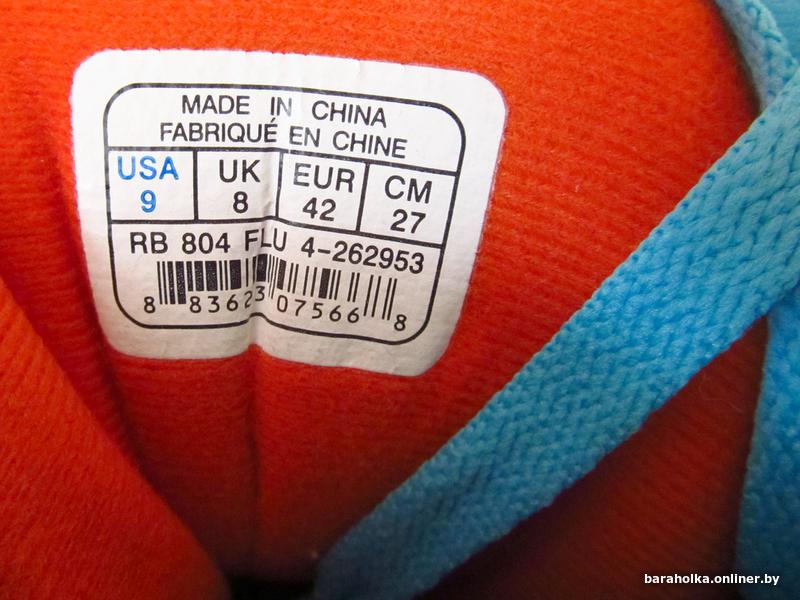 MADE IN CHINA
FABRIQUÉ EN CHINE
USA UK EUR CM
9 8 42 27
RB 804 FLU 4-262953
8 83623 07566 8
baraholka.onliner.by